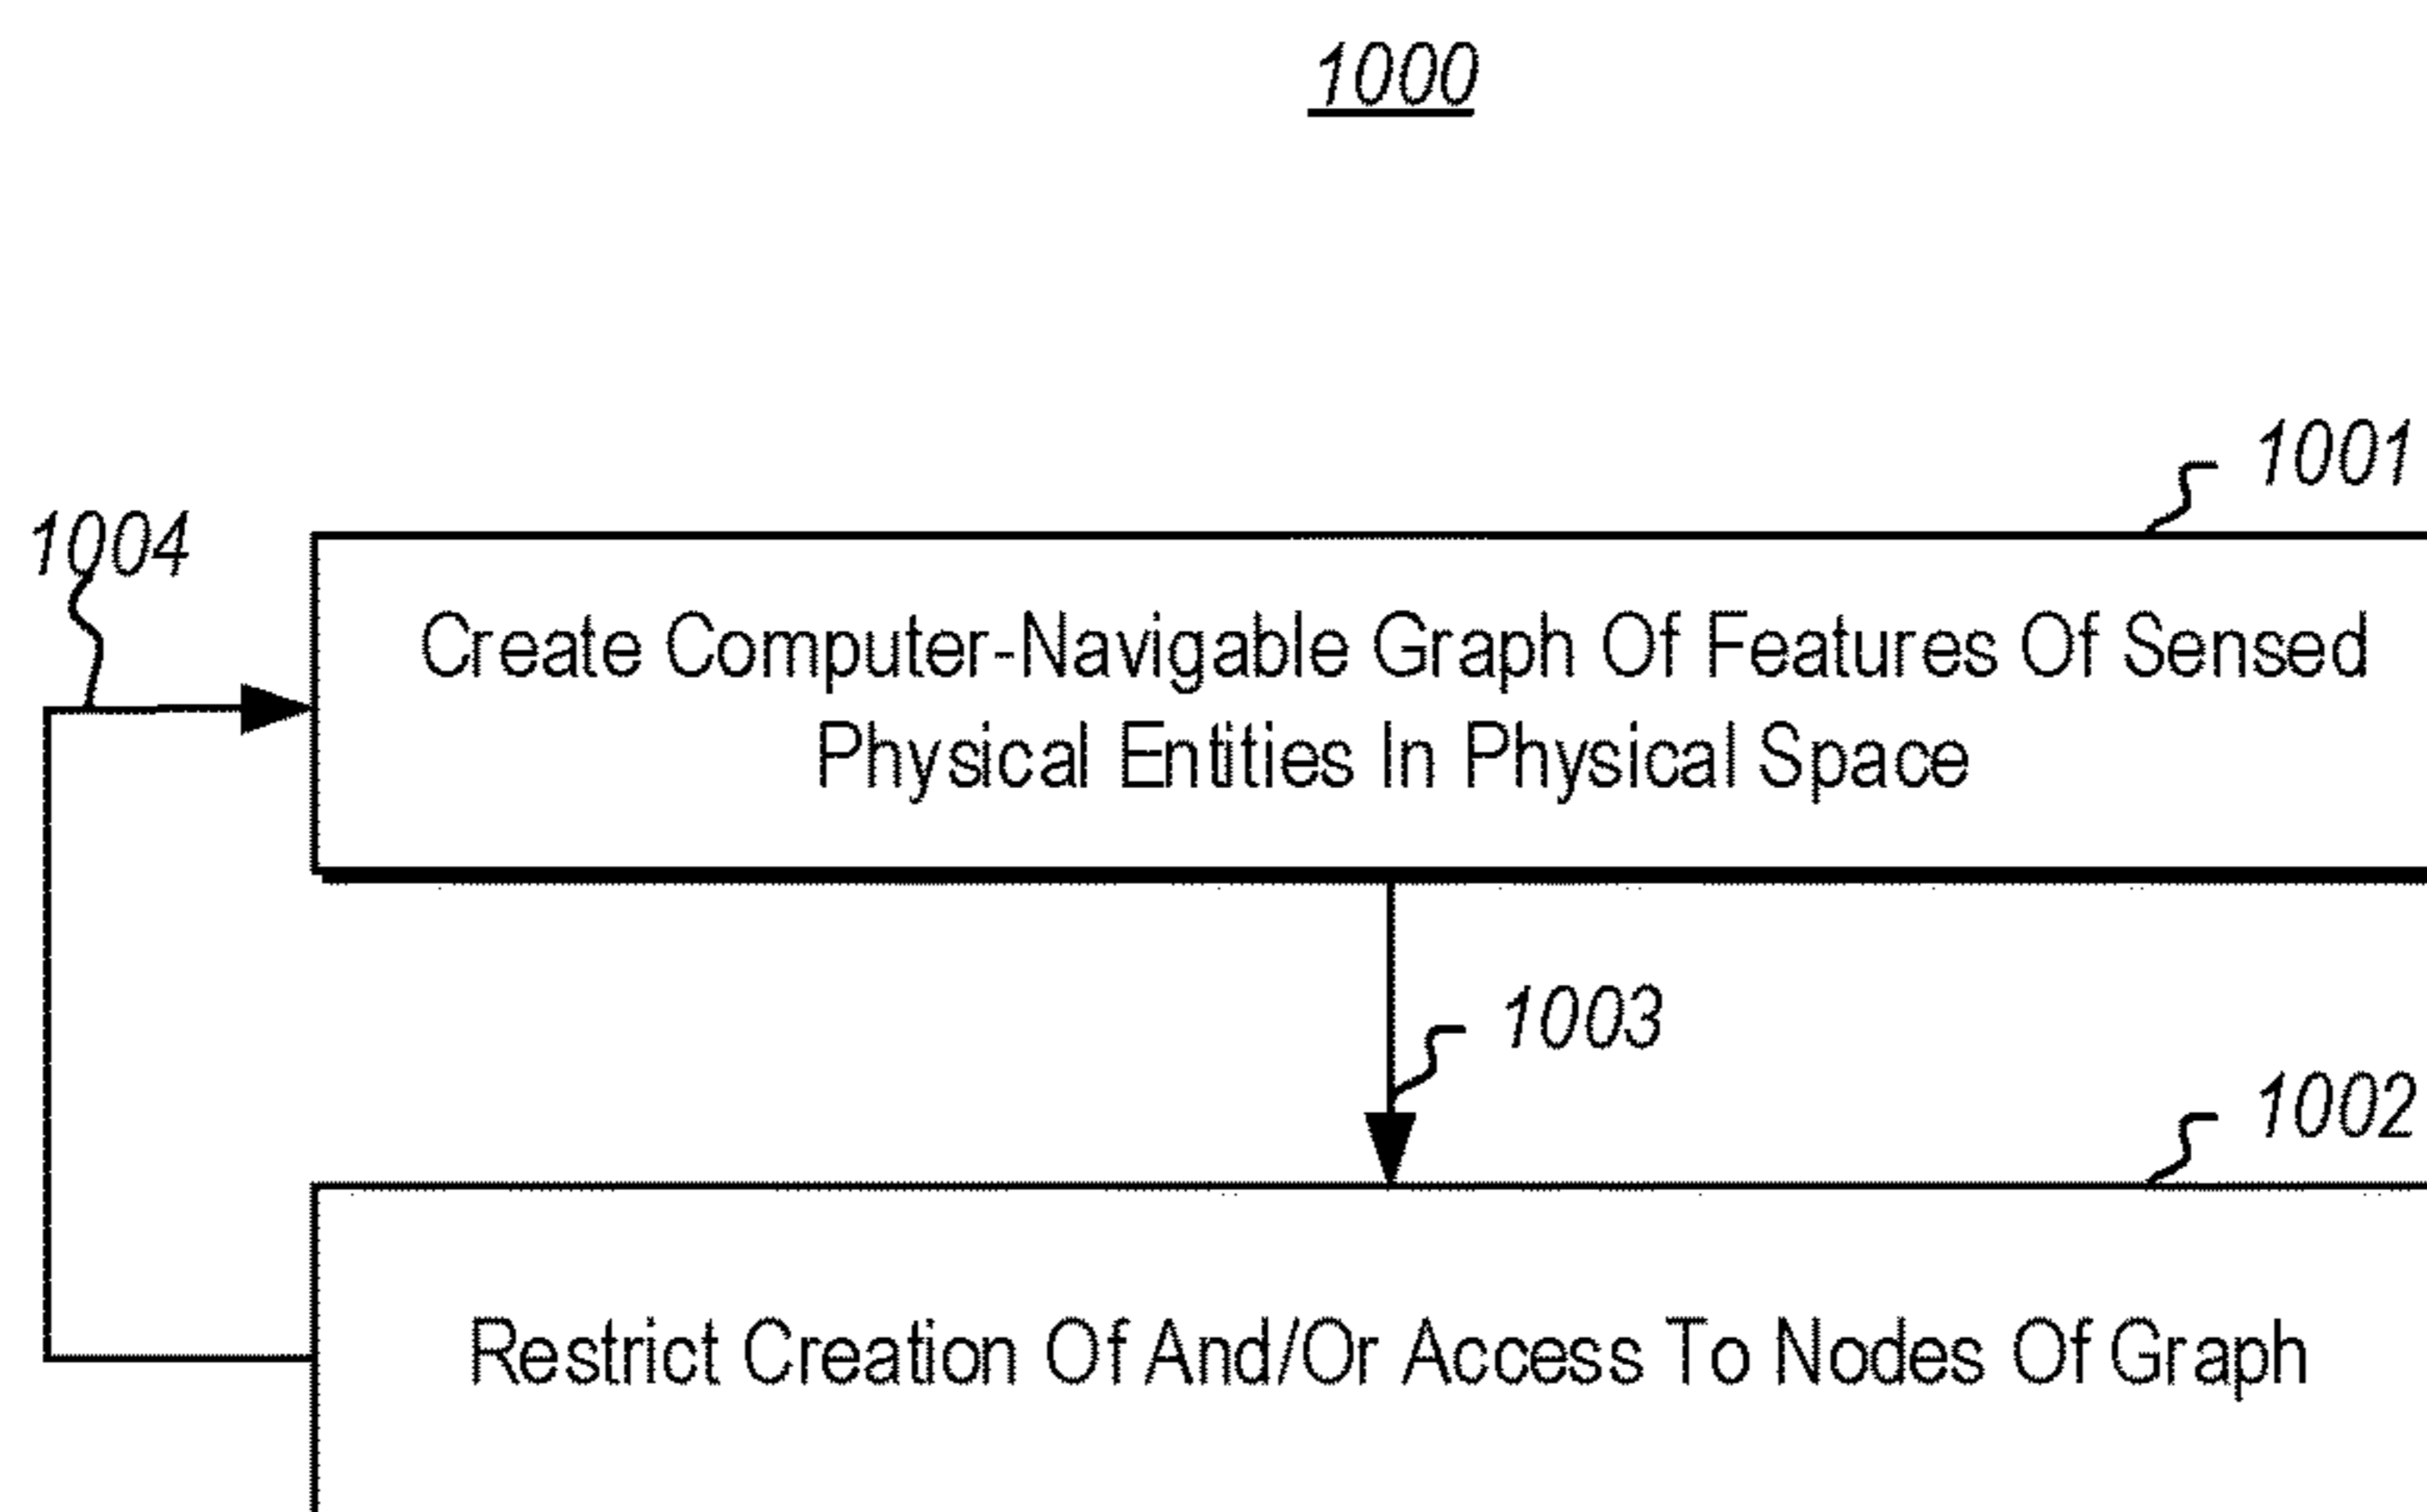 1000
1001
1004
Create Computer-Navigable Graph Of Features Of Sensed
Physical Entities In Physical Space
1003
1002
Restrict Creation Of And/Or Access To Nodes Of Graph